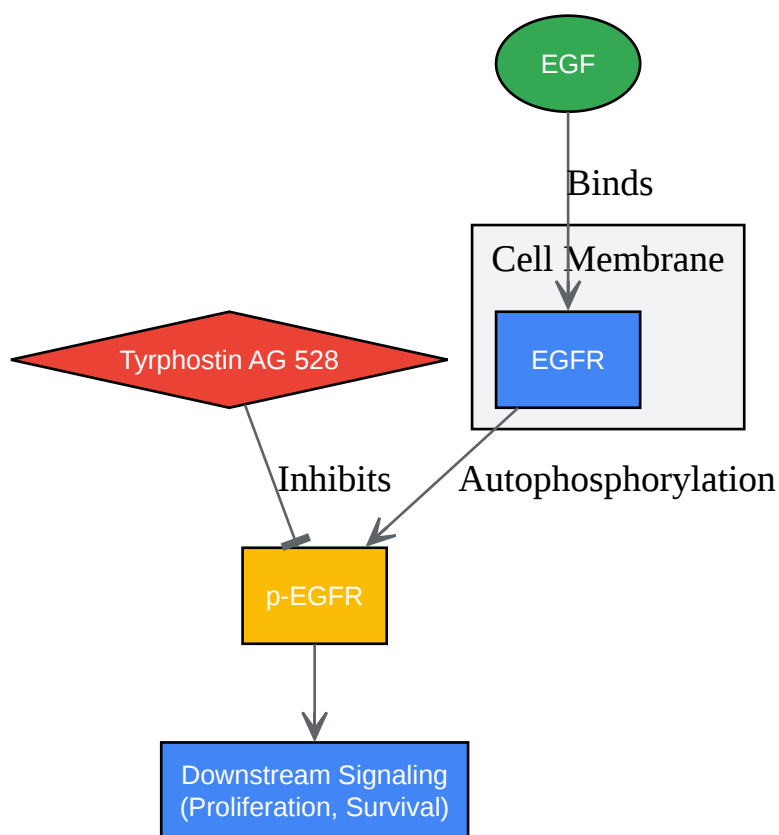 EGF
Binds
Cell Membrane
EGFR
Tyrphostin AG 528
Inhibits
Autophosphorylation
p-EGFR
Downstream Signaling
(Proliferation, Survival)